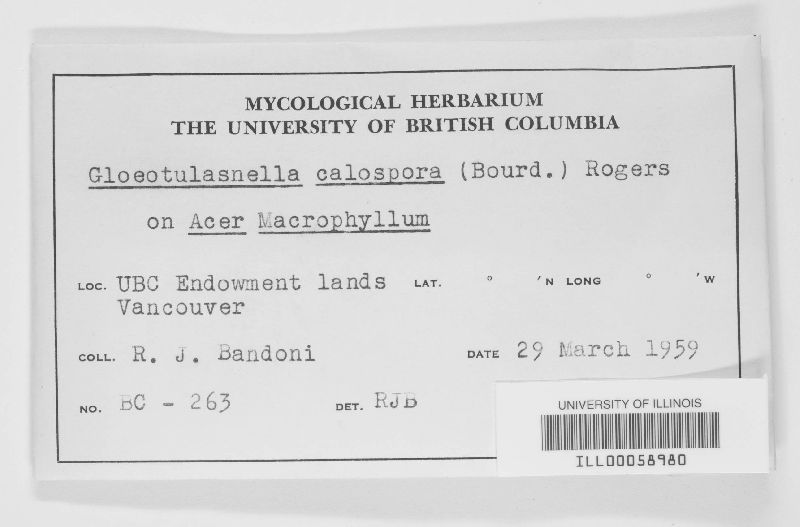 MYCOLOGICAL HERBARIUM
THE UNIVERSITY OF BRITISH COLUMBIA
Gloeotulasnella calospora (Bourd.) Rogers
on Acer Macrophyllum
LOC. UBC Endowment lands LAT. ° ′N LONG ° ′W
Vancouver
COLL. R. J. Bandoni DATE 29 March 1959
NO. BC - 263 DET. RJB
UNIVERSITY OF ILLINOIS
ILL00058980